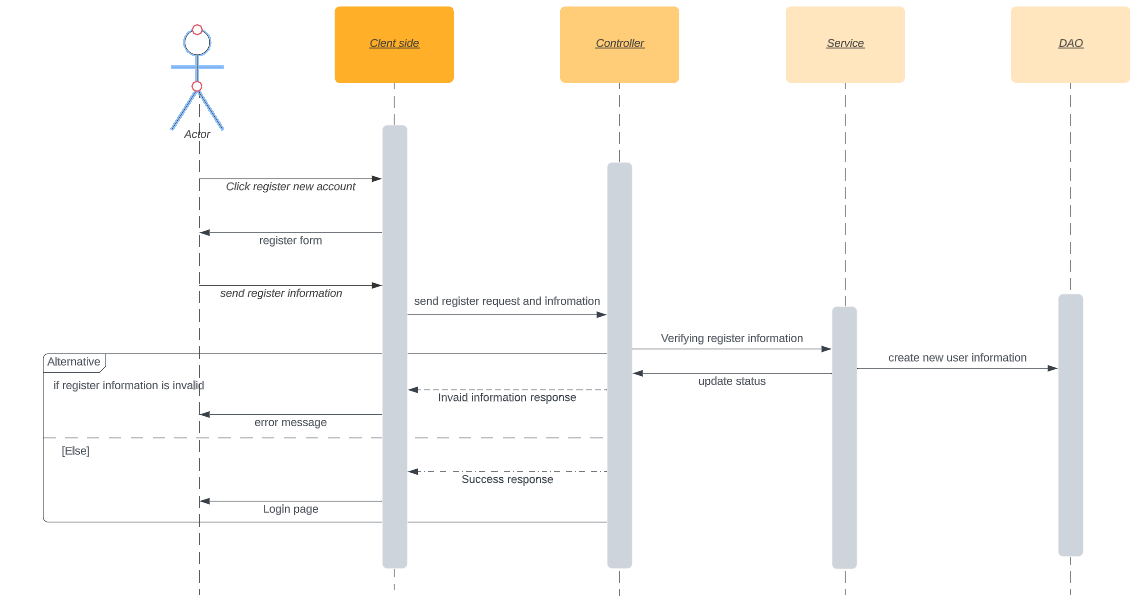 Clent side
Controller
Service
DAO
Actor
Click register new account
register form
send register information
send register request and infromation
Verifying register information
create new user information
Alternative
update status
if register information is invalid
Invaid information response
error message
[Else]
Success response
Login page